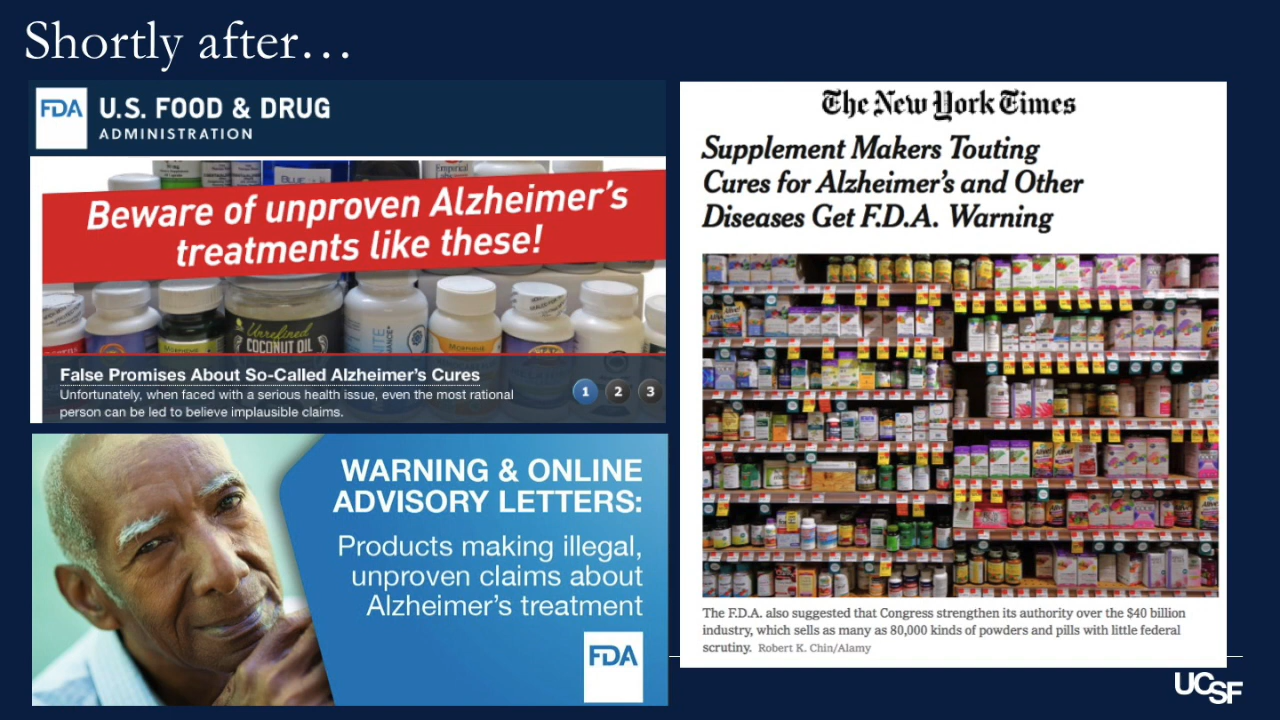 Shortly after…
FDA
U.S. FOOD & DRUG
ADMINISTRATION
Empirical
BLUE
Beware of unproven Alzheimer's
treatments like these!
Unrefined
COCONUT OIL
False Promises About So-Called Alzheimer's Cures
Unfortunately, when faced with a serious health issue, even the most rational
person can be led to believe implausible claims.
1 2 3
WARNING & ONLINE
ADVISORY LETTERS:
Products making illegal,
unproven claims about
Alzheimer's treatment
FDA
The New York Times
Supplement Makers Touting
Cures for Alzheimer's and Other
Diseases Get F.D.A. Warning
The F.D.A. also suggested that Congress strengthen its authority over the $40 billion
industry, which sells as many as 80,000 kinds of powders and pills with little federal
scrutiny. Robert K. Chin/Alamy
UCSF